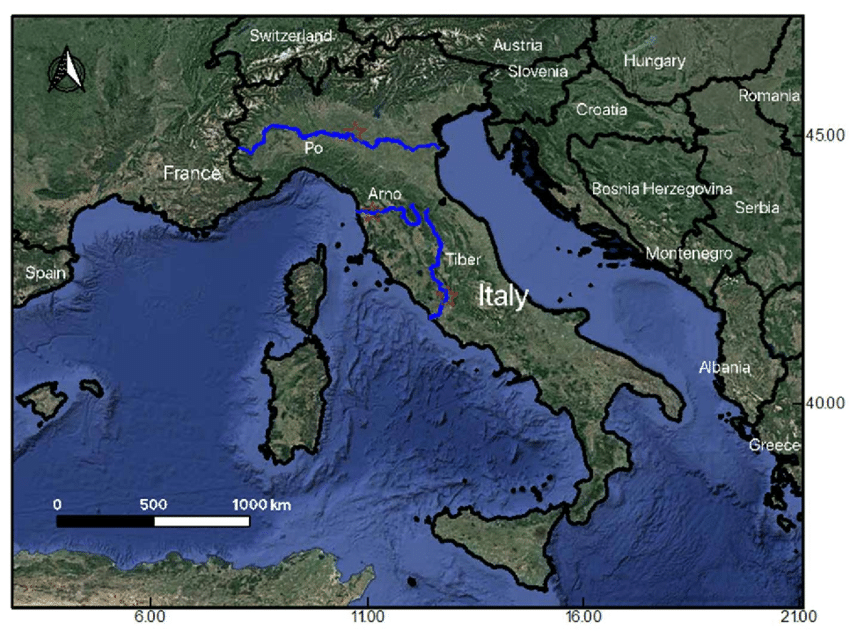 Switzerland
Austria
Hungary
Slovenia
Romania
Croatia
45.00
Po
France
Bosnia Herzegovina
Arno
Serbia
Montenegro
Tiber
Spain
Italy
Albania
40.00
Greece
0 500 1000 km
6.00 11.00 16.00 21.00